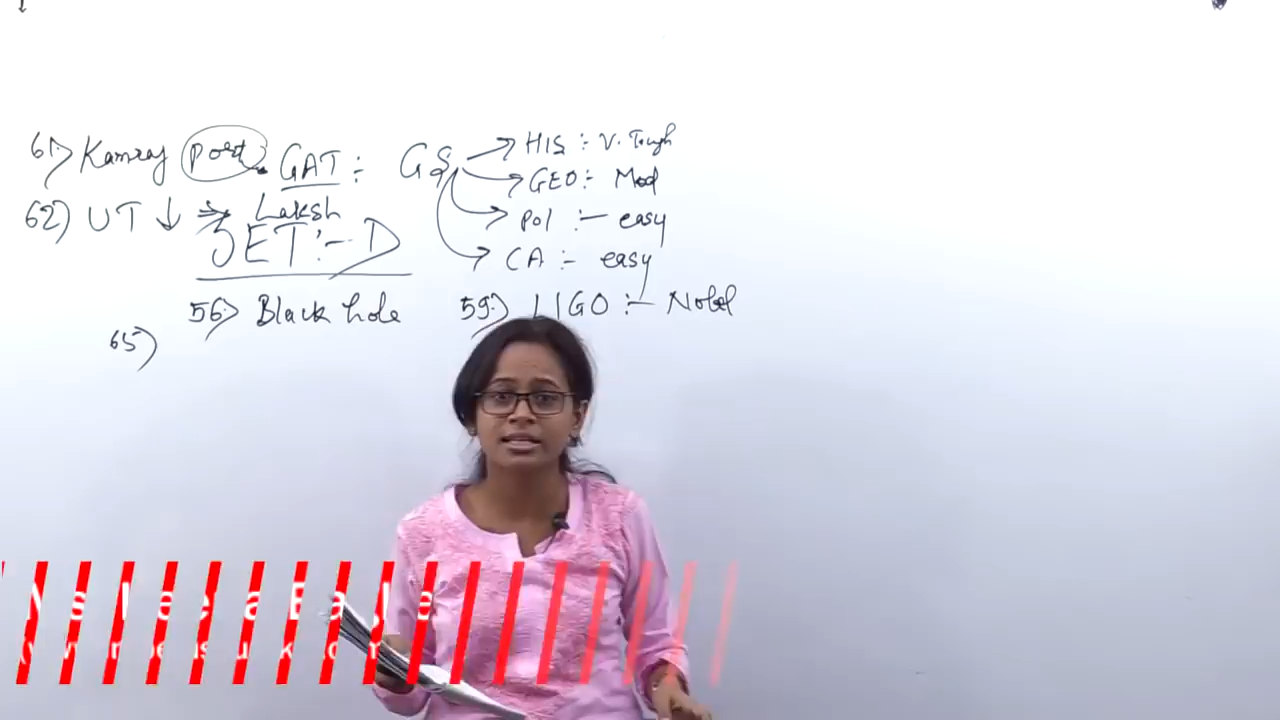 61) Kamraj port. GAT : GS → HIS :- V. Tough
→ GEO :- Mod
62) UT ↓ ⇒ Laksh
→ Pol :- easy
SET :- D
→ CA :- easy
56) Black hole 59) LIGO :- Nobel
65)